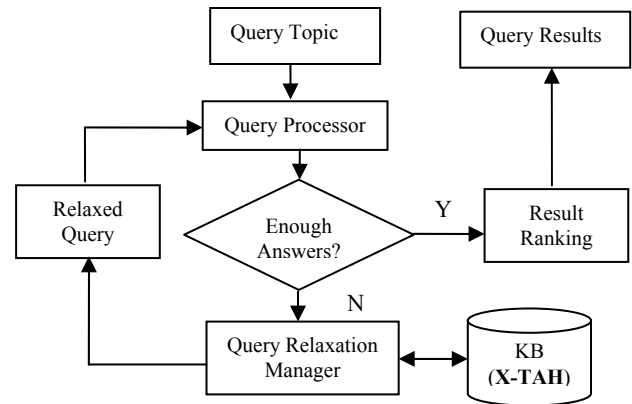 Query Topic
Query Results
Query Processor
Relaxed
Query
Enough
Answers?
Y
Result
Ranking
N
Query Relaxation
Manager
KB
(X-TAH)